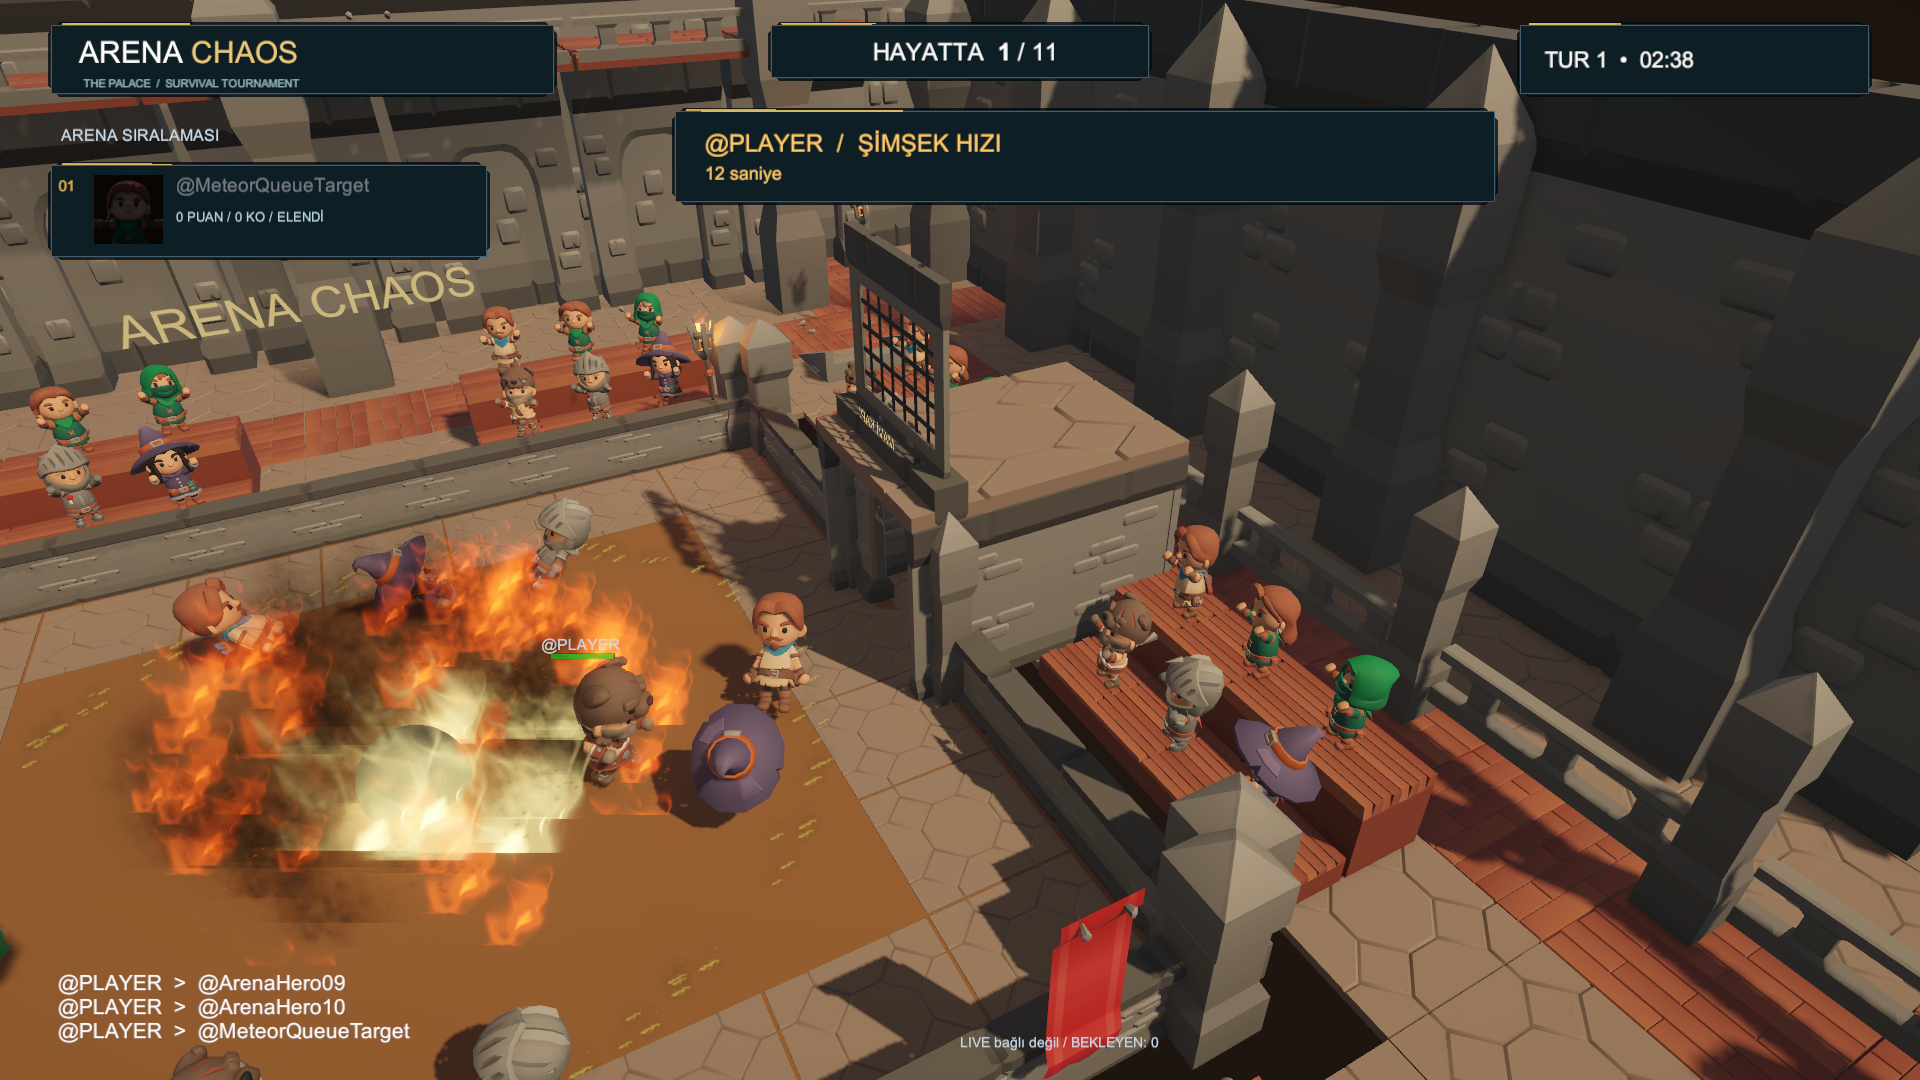 ARENA CHAOS
THE PALACE / SURVIVAL TOURNAMENT
HAYATTA 1 / 11
TUR 1 • 02:38
ARENA SIRALAMASI
@PLAYER / ŞİMŞEK HIZI
12 saniye
01
@MeteorQueueTarget
0 PUAN / 0 KO / ELENDİ
ARENA CHAOS
@PLAYER
@PLAYER > @ArenaHero09
@PLAYER > @ArenaHero10
@PLAYER > @MeteorQueueTarget
LIVE bağlı değil / BEKLEYEN: 0